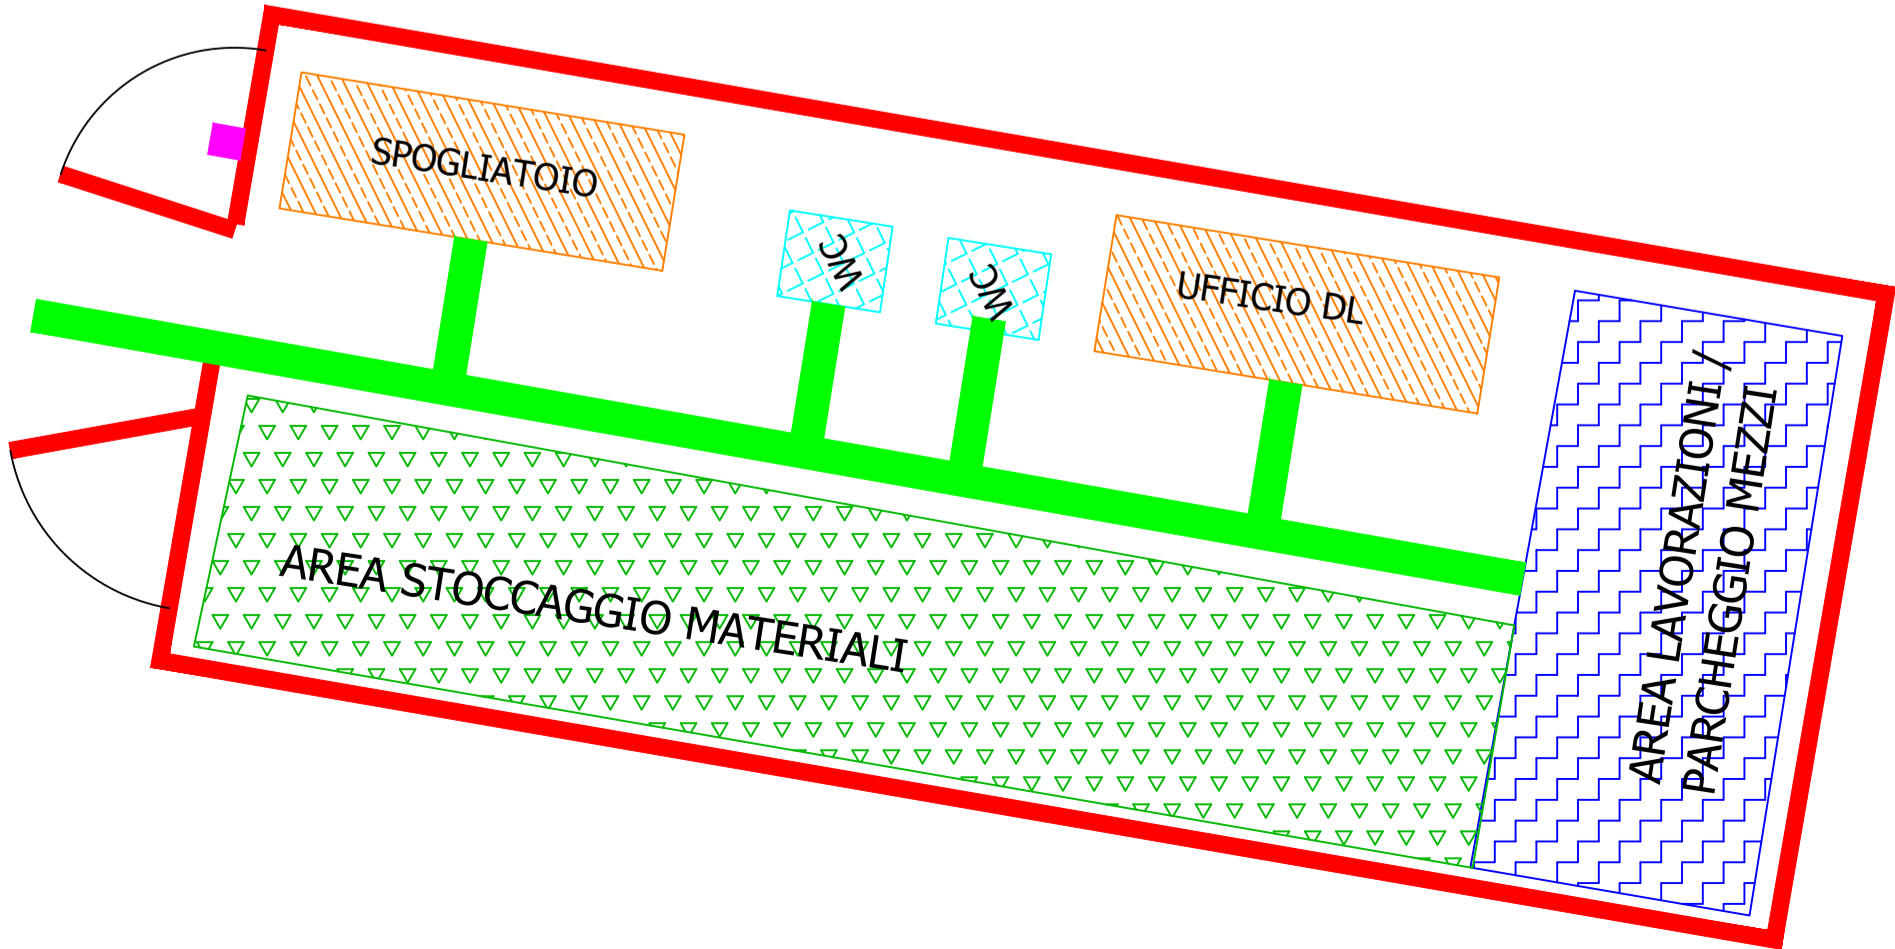 SPOGLIATOIO
WC
WC
UFFICIO DL
AREA STOCCAGGIO MATERIALI
AREA LAVORAZIONI /
PARCHEGGIO MEZZI